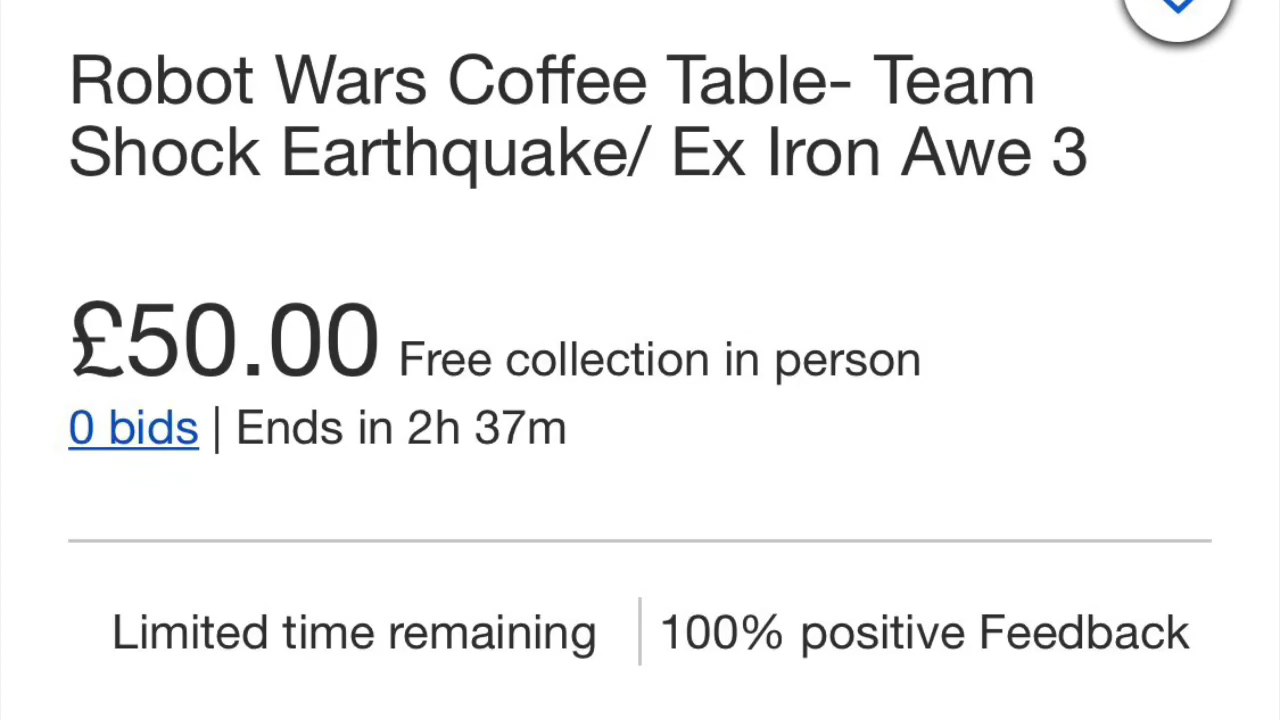 Robot Wars Coffee Table- Team
Shock Earthquake/ Ex Iron Awe 3
£50.00 Free collection in person
0 bids | Ends in 2h 37m
Limited time remaining | 100% positive Feedback